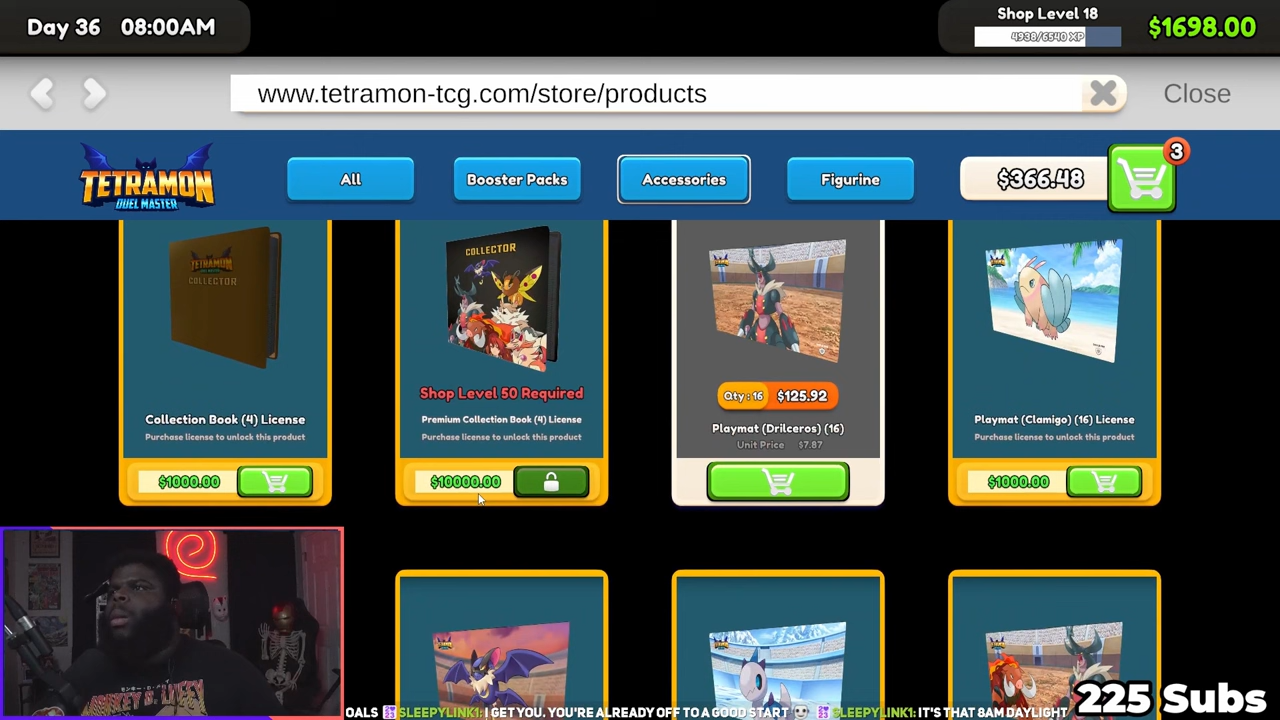 Day 36 08:00AM
Shop Level 18
4938/6540 XP
$1698.00
www.tetramon-tcg.com/store/products
Close
TETRAMON
DUEL MASTER
All
Booster Packs
Accessories
Figurine
$366.48
3
TETRAMON
COLLECTOR
Collection Book (4) License
Purchase license to unlock this product
$1000.00
COLLECTOR
Shop Level 50 Required
Premium Collection Book (4) License
Purchase license to unlock this product
$10000.00
Qty : 16 $125.92
Playmat (Drilceros) (16)
Unit Price $7.87
Playmat (Clamigo) (16) License
Purchase license to unlock this product
$1000.00
225 Subs
OALS SLEEPYLINK1: I GET YOU. YOU'RE ALREADY OFF TO A GOOD START SLEEPYLINK1: IT'S THAT 8AM DAYLIGHT